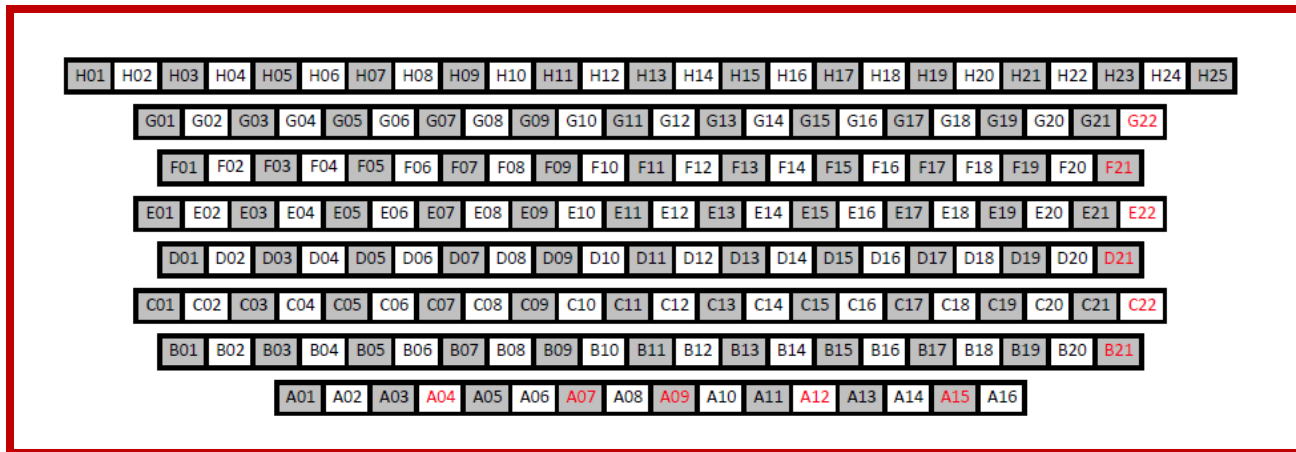 H01 H02 H03 H04 H05 H06 H07 H08 H09 H10 H11 H12 H13 H14 H15 H16 H17 H18 H19 H20 H21 H22 H23 H24 H25
G01 G02 G03 G04 G05 G06 G07 G08 G09 G10 G11 G12 G13 G14 G15 G16 G17 G18 G19 G20 G21 G22
F01 F02 F03 F04 F05 F06 F07 F08 F09 F10 F11 F12 F13 F14 F15 F16 F17 F18 F19 F20 F21
E01 E02 E03 E04 E05 E06 E07 E08 E09 E10 E11 E12 E13 E14 E15 E16 E17 E18 E19 E20 E21 E22
D01 D02 D03 D04 D05 D06 D07 D08 D09 D10 D11 D12 D13 D14 D15 D16 D17 D18 D19 D20 D21
C01 C02 C03 C04 C05 C06 C07 C08 C09 C10 C11 C12 C13 C14 C15 C16 C17 C18 C19 C20 C21 C22
B01 B02 B03 B04 B05 B06 B07 B08 B09 B10 B11 B12 B13 B14 B15 B16 B17 B18 B19 B20 B21
A01 A02 A03 A04 A05 A06 A07 A08 A09 A10 A11 A12 A13 A14 A15 A16